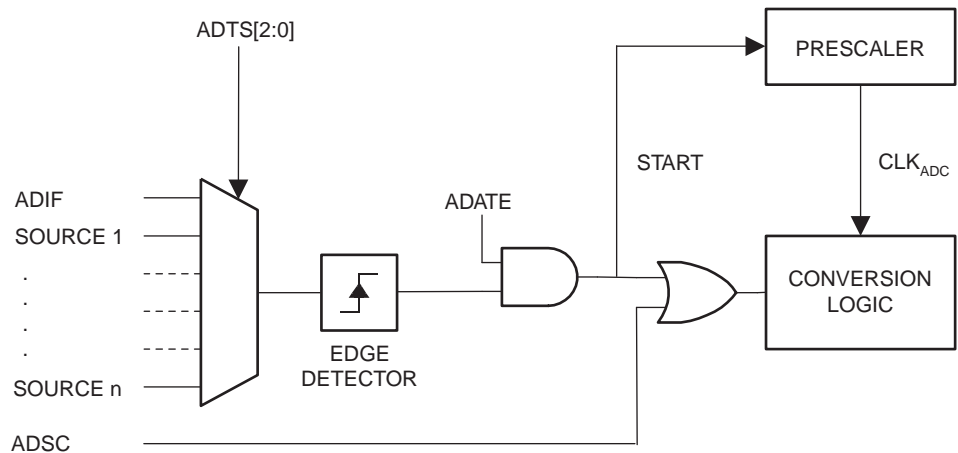 ADTS[2:0]
PRESCALER
START
CLKADC
ADIF
ADATE
SOURCE 1
.
.
.
.
CONVERSION
LOGIC
EDGE
DETECTOR
SOURCE n
ADSC